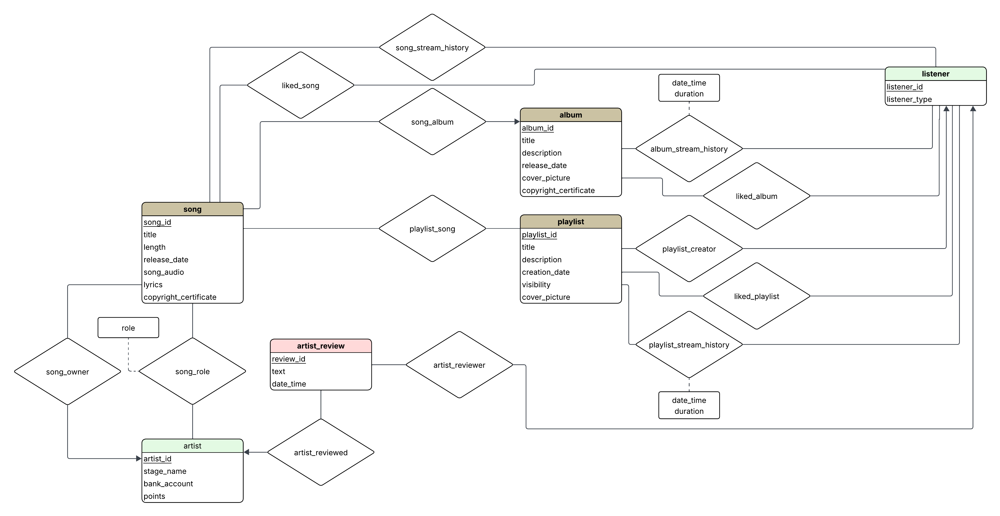 song_stream_history
liked_song
listener
listener_id
listener_type
date_time
duration
song_album
album
album_id
title
description
release_date
cover_picture
copyright_certificate
album_stream_history
liked_album
song
song_id
title
length
release_date
song_audio
lyrics
copyright_certificate
playlist_song
playlist
playlist_id
title
description
creation_date
visibility
cover_picture
playlist_creator
liked_playlist
playlist_stream_history
date_time
duration
role
song_owner
song_role
artist_review
review_id
text
date_time
artist_reviewer
artist
artist_id
stage_name
bank_account
points
artist_reviewed